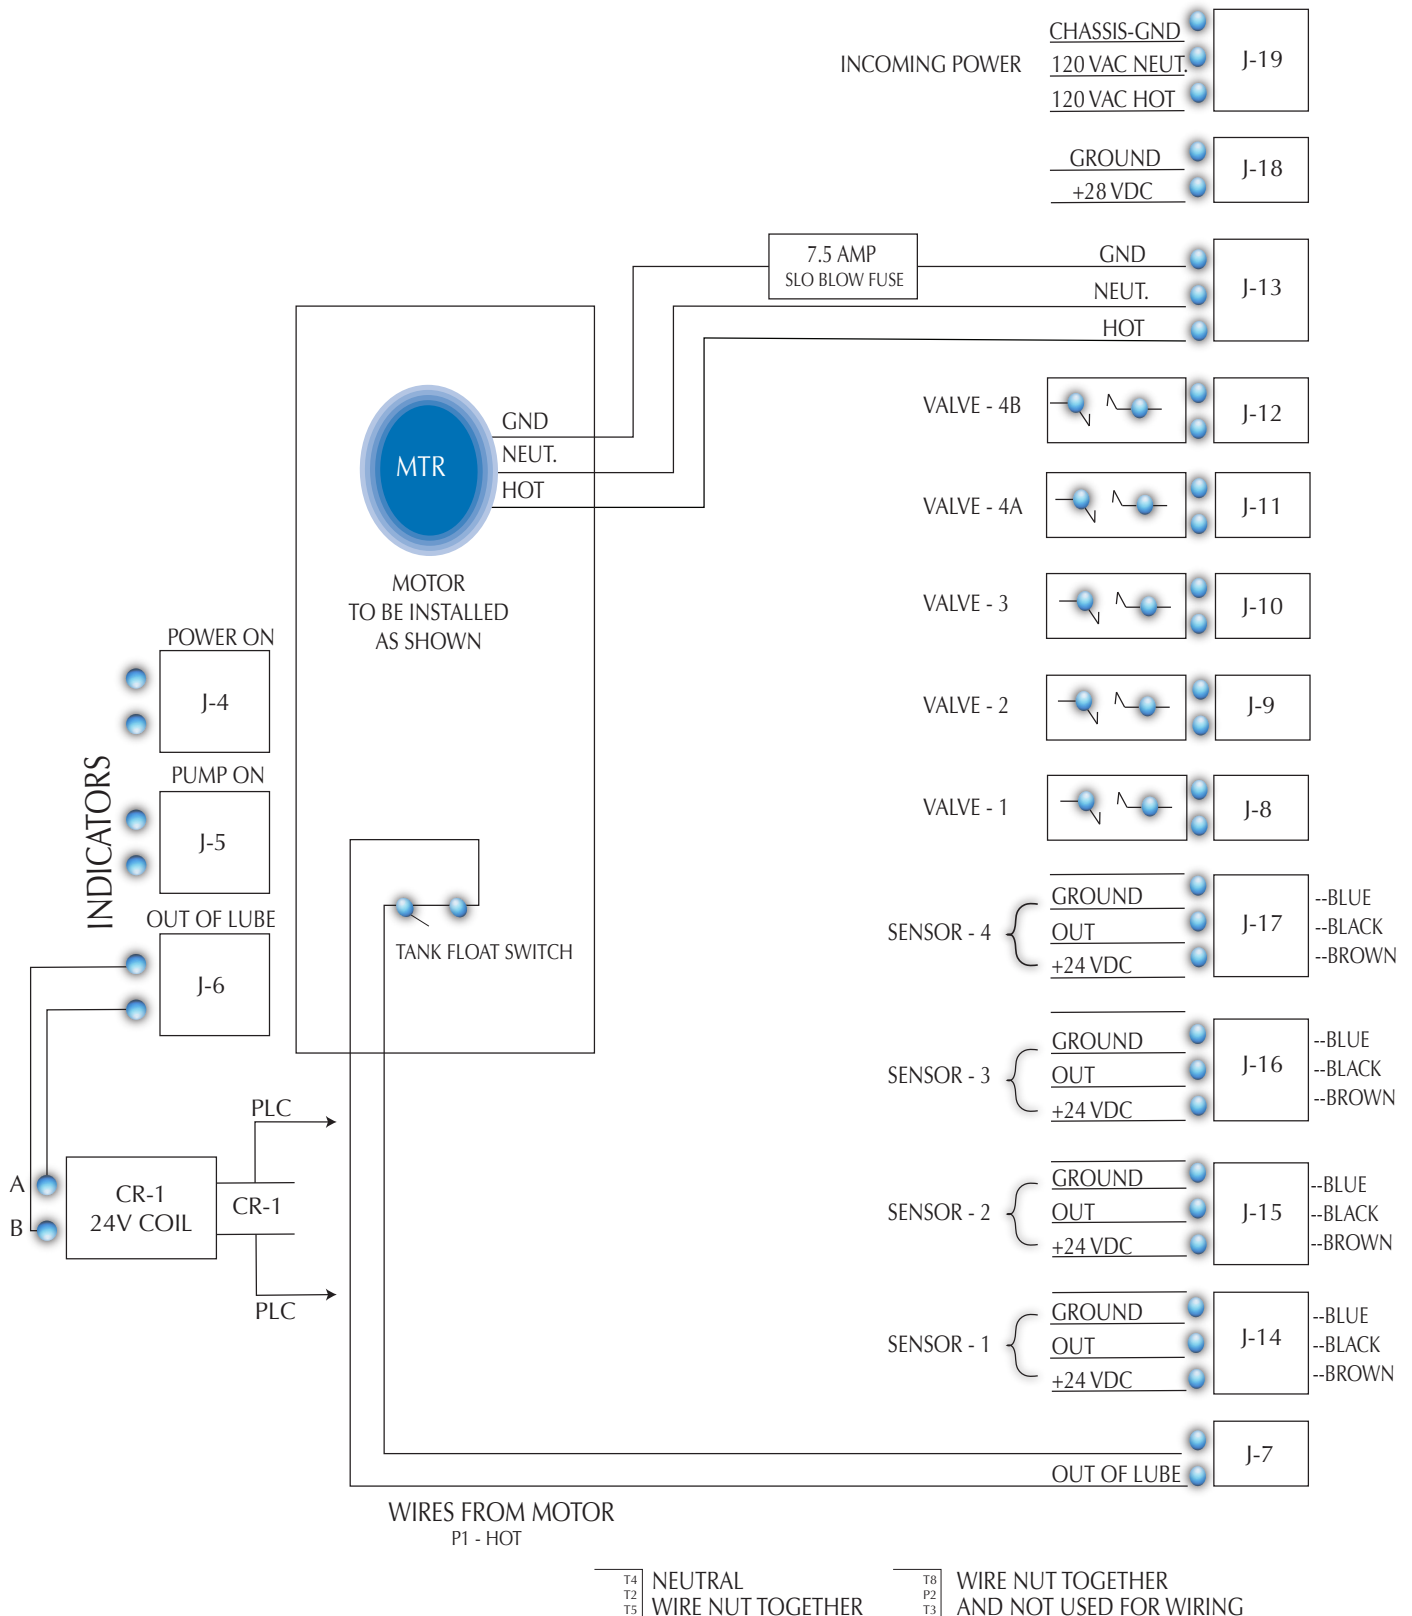 CHASSIS-GND
INCOMING POWER
120 VAC NEUT.
120 VAC HOT
J-19
GROUND
+28 VDC
J-18
7.5 AMP
SLO BLOW FUSE
GND
NEUT.
HOT
J-13
GND
NEUT.
HOT
MTR
MOTOR
TO BE INSTALLED
AS SHOWN
VALVE - 4B
J-12
VALVE - 4A
J-11
VALVE - 3
J-10
VALVE - 2
J-9
VALVE - 1
J-8
INDICATORS
POWER ON
J-4
PUMP ON
J-5
OUT OF LUBE
J-6
TANK FLOAT SWITCH
SENSOR - 4
GROUND
OUT
+24 VDC
J-17
--BLUE
--BLACK
--BROWN
SENSOR - 3
GROUND
OUT
+24 VDC
J-16
--BLUE
--BLACK
--BROWN
PLC
A
B
CR-1
24V COIL
CR-1
PLC
SENSOR - 2
GROUND
OUT
+24 VDC
J-15
--BLUE
--BLACK
--BROWN
SENSOR - 1
GROUND
OUT
+24 VDC
J-14
--BLUE
--BLACK
--BROWN
J-7
OUT OF LUBE
WIRES FROM MOTOR
P1 - HOT
T4
T2
T5
NEUTRAL
WIRE NUT TOGETHER
T8
P2
T3
WIRE NUT TOGETHER
AND NOT USED FOR WIRING